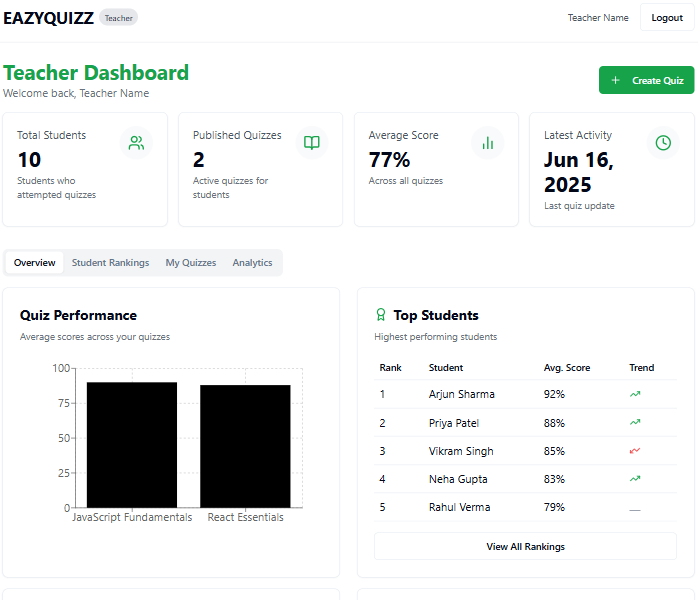 EAZYQUIZZ Teacher Teacher Name Logout
Teacher Dashboard
Welcome back, Teacher Name
+ Create Quiz
Total Students
10
Students who
attempted quizzes
Published Quizzes
2
Active quizzes for
students
Average Score
77%
Across all quizzes
Latest Activity
Jun 16,
2025
Last quiz update
Overview Student Rankings My Quizzes Analytics
Quiz Performance
Average scores across your quizzes
100
75
50
25
0
JavaScript Fundamentals React Essentials
Top Students
Highest performing students
Rank Student Avg. Score Trend
1 Arjun Sharma 92%
2 Priya Patel 88%
3 Vikram Singh 85%
4 Neha Gupta 83%
5 Rahul Verma 79%
View All Rankings